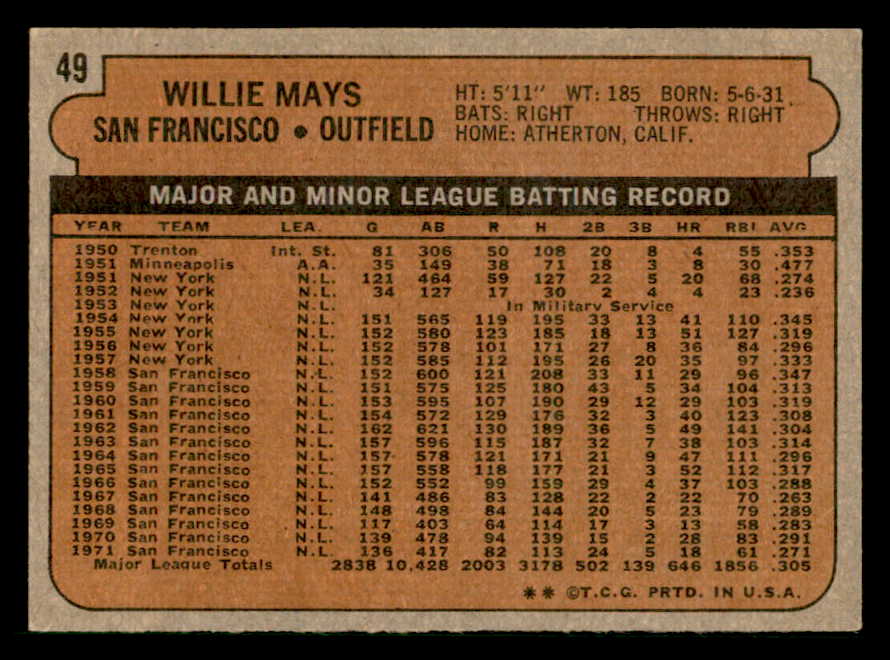 49
WILLIE MAYS
SAN FRANCISCO • OUTFIELD
HT: 5'11" WT: 185 BORN: 5-6-31
BATS: RIGHT THROWS: RIGHT
HOME: ATHERTON, CALIF.
MAJOR AND MINOR LEAGUE BATTING RECORD
YEAR TEAM LEA. G AB R H 2B 3B HR RBI AVG
1950 Trenton Int. St. 81 306 50 108 20 8 4 55 .353
1951 Minneapolis A.A. 35 149 38 71 18 3 8 30 .477
1951 New York N.L. 121 464 59 127 22 5 20 68 .274
1952 New York N.L. 34 127 17 30 2 4 4 23 .236
1953 New York N.L. In Military Service
1954 New York N.L. 151 565 119 195 33 13 41 110 .345
1955 New York N.L. 152 580 123 185 18 13 51 127 .319
1956 New York N.L. 152 578 101 171 27 8 36 84 .296
1957 New York N.L. 152 585 112 195 26 20 35 97 .333
1958 San Francisco N.L. 152 600 121 208 33 11 29 96 .347
1959 San Francisco N.L. 151 575 125 180 43 5 34 104 .313
1960 San Francisco N.L. 153 595 107 190 29 12 29 103 .319
1961 San Francisco N.L. 154 572 129 176 32 3 40 123 .308
1962 San Francisco N.L. 162 621 130 189 36 5 49 141 .304
1963 San Francisco N.L. 157 596 115 187 32 7 38 103 .314
1964 San Francisco N.L. 157 578 121 171 21 9 47 111 .296
1965 San Francisco N.L. 157 558 118 177 21 3 52 112 .317
1966 San Francisco N.L. 152 552 99 159 29 4 37 103 .288
1967 San Francisco N.L. 141 486 83 128 22 2 22 70 .263
1968 San Francisco N.L. 148 498 84 144 20 5 23 79 .289
1969 San Francisco N.L. 117 403 64 114 17 3 13 58 .283
1970 San Francisco N.L. 139 478 94 139 15 2 28 83 .291
1971 San Francisco N.L. 136 417 82 113 24 5 18 61 .271
Major League Totals 2838 10,428 2003 3178 502 139 646 1856 .305
** ©T.C.G. PRTD. IN U.S.A.